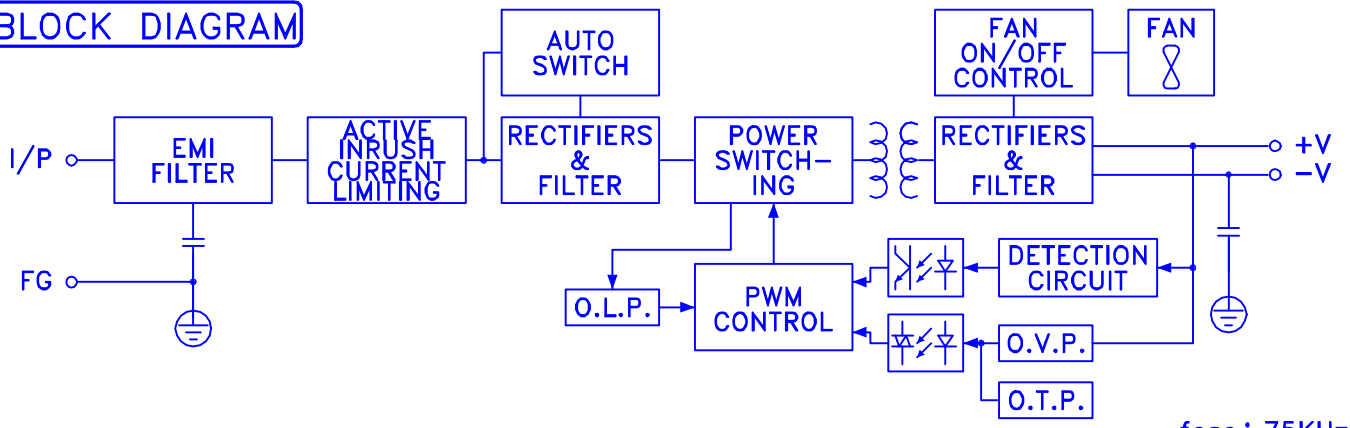 BLOCK DIAGRAM
AUTO
SWITCH
FAN
ON/OFF
CONTROL
FAN
I/P
EMI
FILTER
ACTIVE
INRUSH
CURRENT
LIMITING
RECTIFIERS
&
FILTER
POWER
SWITCH-
ING
RECTIFIERS
&
FILTER
+V
-V
FG
O.L.P.
PWM
CONTROL
DETECTION
CIRCUIT
O.V.P.
O.T.P.